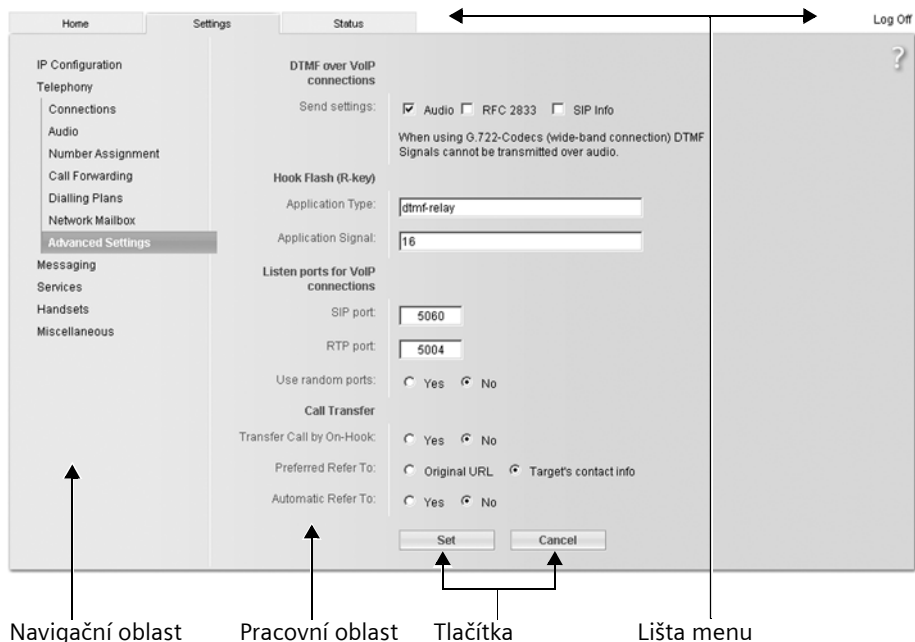 Home Settings Status Log Off
?
IP Configuration
Telephony
Connections
Audio
Number Assignment
Call Forwarding
Dialling Plans
Network Mailbox
Advanced Settings
Messaging
Services
Handsets
Miscellaneous
DTMF over VoIP
connections
Send settings: Audio RFC 2833 SIP Info
When using G.722-Codecs (wide-band connection) DTMF
Signals cannot be transmitted over audio.
Hook Flash (R-key)
Application Type: dtmf-relay
Application Signal: 16
Listen ports for VoIP
connections
SIP port: 5060
RTP port: 5004
Use random ports: Yes No
Call Transfer
Transfer Call by On-Hook: Yes No
Preferred Refer To: Original URL Target's contact info
Automatic Refer To: Yes No
Set Cancel
Navigační oblast Pracovní oblast Tlačítka Lišta menu